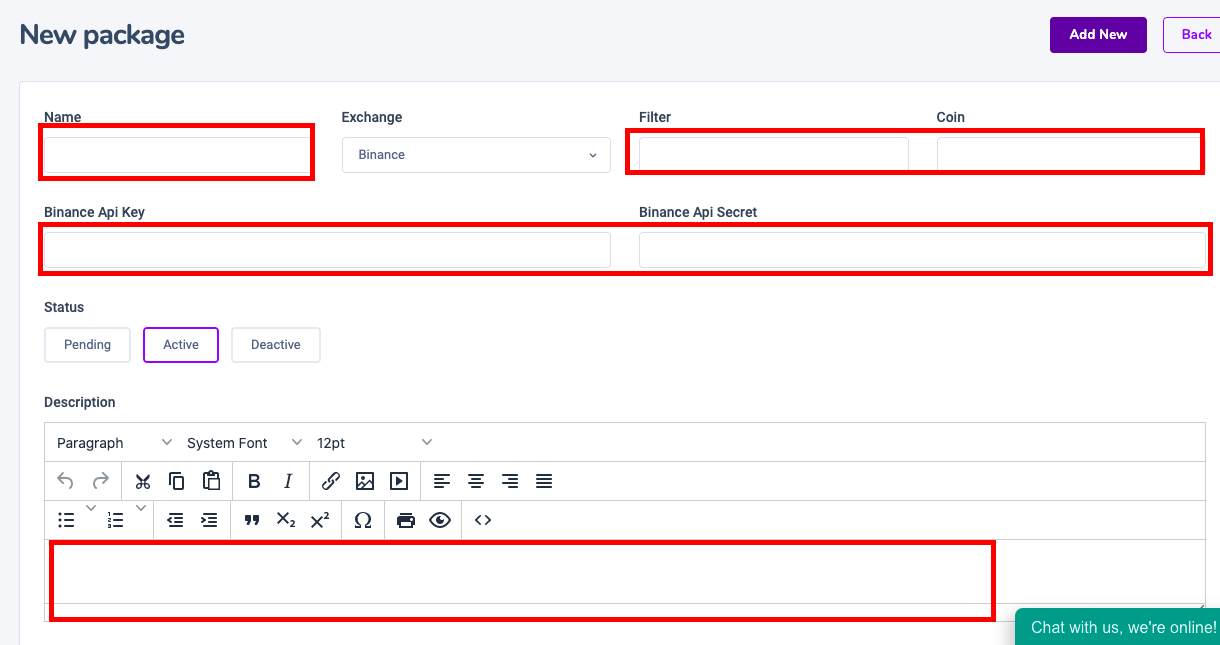 New package
Add New
Back
Name
Exchange
Filter
Coin
Binance
Binance Api Key
Binance Api Secret
Status
Pending
Active
Deactive
Description
Paragraph
System Font
12pt
Chat with us, we're online!